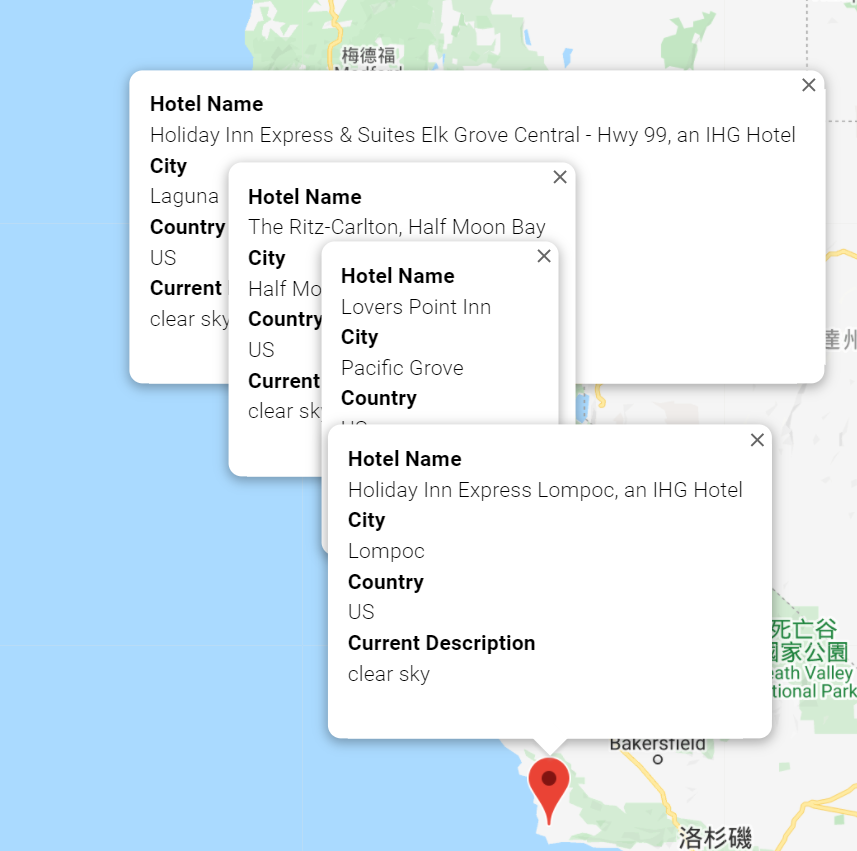 梅德福
Medford
Hotel Name
Holiday Inn Express & Suites Elk Grove Central - Hwy 99, an IHG Hotel
City
Laguna
Country
US
Current
clear sky
Hotel Name
The Ritz-Carlton, Half Moon Bay
City
Half Mo
Country
US
Current
clear sk
Hotel Name
Lovers Point Inn
City
Pacific Grove
Country
US
Hotel Name
Holiday Inn Express Lompoc, an IHG Hotel
City
Lompoc
Country
US
Current Description
clear sky
達州
死亡谷
國家公園
eath Valley
tional Park
Bakersfield
洛杉磯